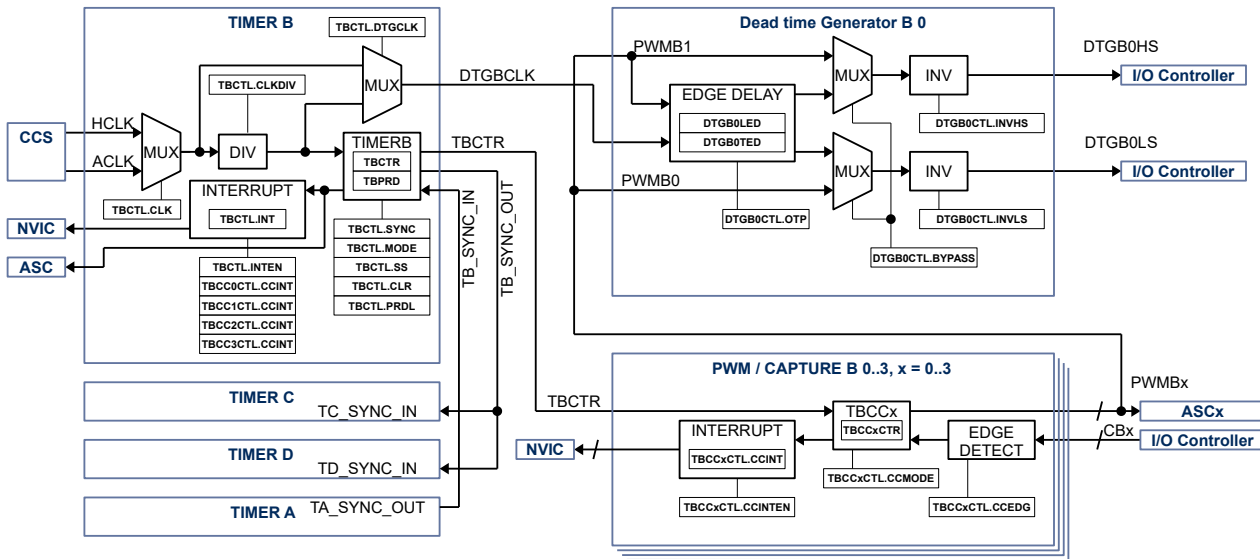 TIMER B
TBCTL.DTGCLK
MUX
DTGBCLK
TBCTL.CLKDIV
CCS
HCLK
ACLK
MUX
DIV
TBCTL.CLK
TIMERB
TBCTR
TBPRD
TBCTR
INTERRUPT
TBCTL.INT
NVIC
ASC
TBCTL.INTEN
TBCC0CTL.CCINT
TBCC1CTL.CCINT
TBCC2CTL.CCINT
TBCC3CTL.CCINT
TBCTL.SYNC
TBCTL.MODE
TBCTL.SS
TBCTL.CLR
TBCTL.PRDL
TB_SYNC_IN
TB_SYNC_OUT
TIMER C
TC_SYNC_IN
TIMER D
TD_SYNC_IN
TIMER A
TA_SYNC_OUT
Dead time Generator B 0
PWMB1
EDGE DELAY
DTGB0LED
DTGB0TED
PWMB0
DTGB0CTL.OTP
MUX
INV
DTGB0CTL.INVHS
MUX
INV
DTGB0CTL.INVLS
DTGB0CTL.BYPASS
DTGB0HS
I/O Controller
DTGB0LS
I/O Controller
PWM / CAPTURE B 0..3, x = 0..3
TBCTR
TBCCx
TBCCxCTR
TBCCxCTL.CCMODE
NVIC
INTERRUPT
TBCCxCTL.CCINT
TBCCxCTL.CCINTEN
EDGE
DETECT
TBCCxCTL.CCEDG
PWMBx
ASCx
CBx
I/O Controller